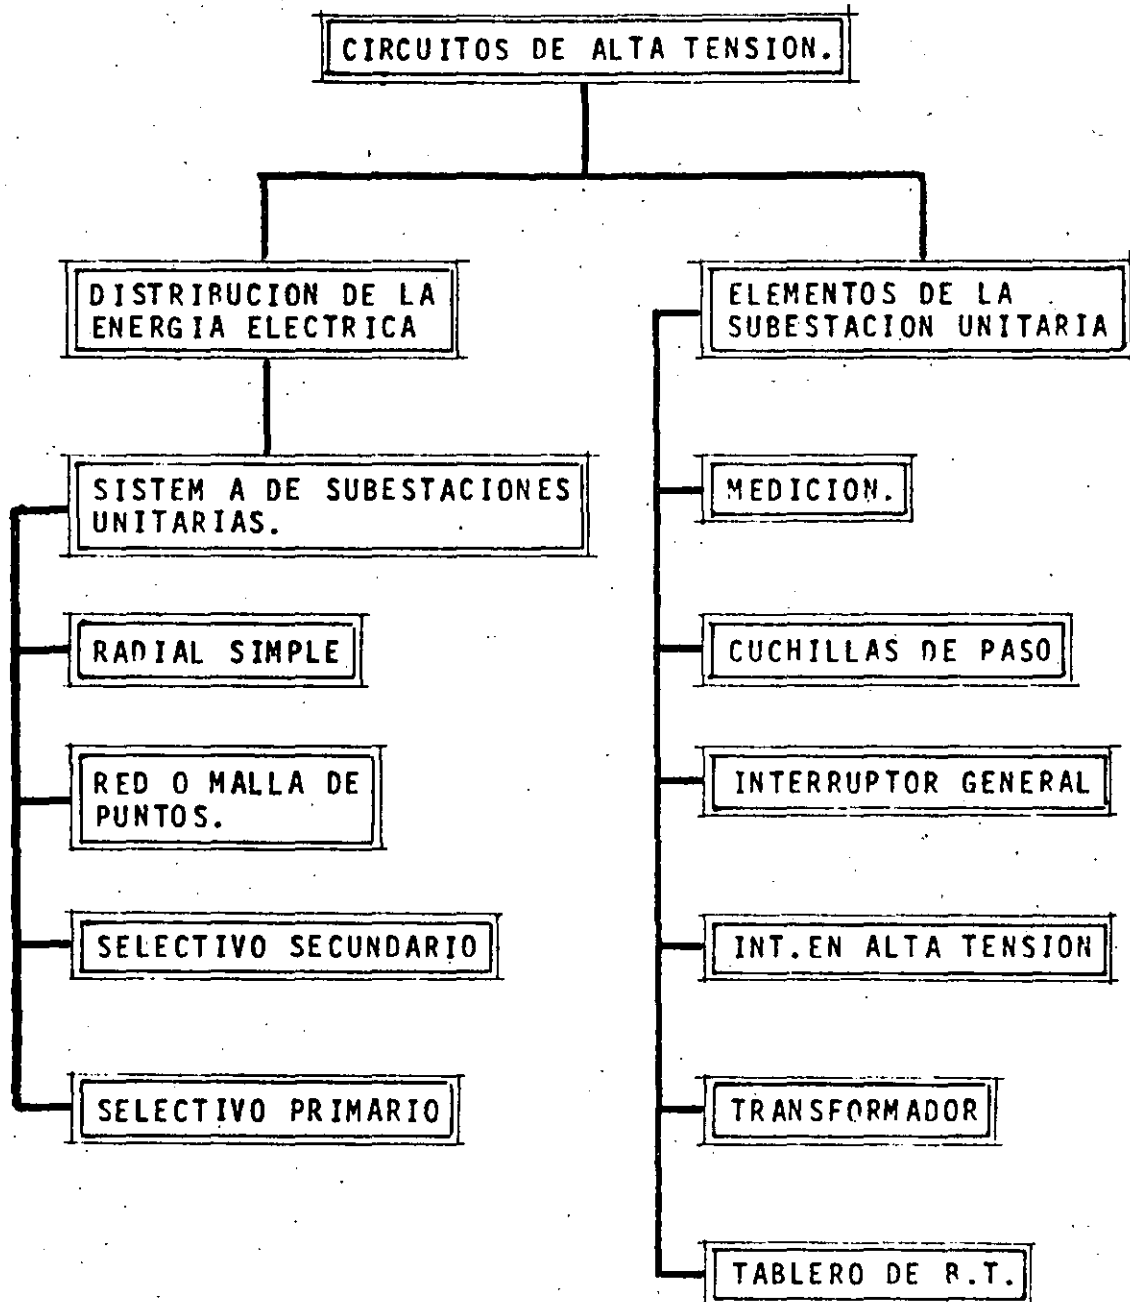 CIRCUITOS DE ALTA TENSION.
DISTRIBUCION DE LA
ENERGIA ELECTRICA
SISTEM A DE SUBESTACIONES
UNITARIAS.
RADIAL SIMPLE
RED O MALLA DE
PUNTOS.
SELECTIVO SECUNDARIO
SELECTIVO PRIMARIO
ELEMENTOS DE LA
SUBESTACION UNITARIA
MEDICION.
CUCHILLAS DE PASO
INTERRUPTOR GENERAL
INT.EN ALTA TENSION
TRANSFORMADOR
TABLERO DE B.T.